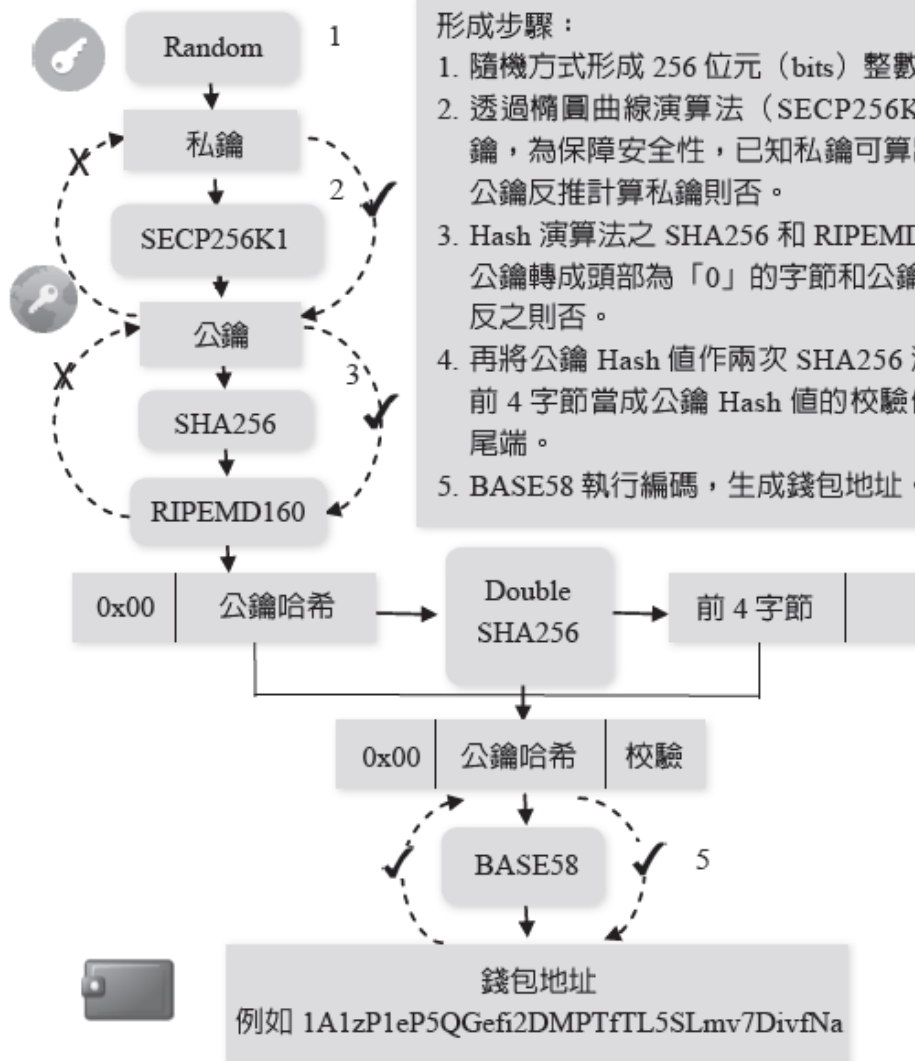 形成步驟：
1. 隨機方式形成 256 位元（bits）整數
2. 透過橢圓曲線演算法（SECP256K
鑰，為保障安全性，已知私鑰可算
公鑰反推計算私鑰則否。
3. Hash 演算法之 SHA256 和 RIPEMD
公鑰轉成頭部為「0」的字節和公鑰
反之則否。
4. 再將公鑰 Hash 值作兩次 SHA256
前 4 字節當成公鑰 Hash 值的校驗
尾端。
5. BASE58 執行編碼，生成錢包地址
Random
1
私鑰
X
2
SECP256K1
公鑰
X
3
SHA256
RIPEMD160
0x00 公鑰哈希
Double
SHA256
前 4 字節
0x00 公鑰哈希 校驗
BASE58
5
錢包地址
例如 1A1zP1eP5QGefi2DMPTfTL5SLmv7DivfNa